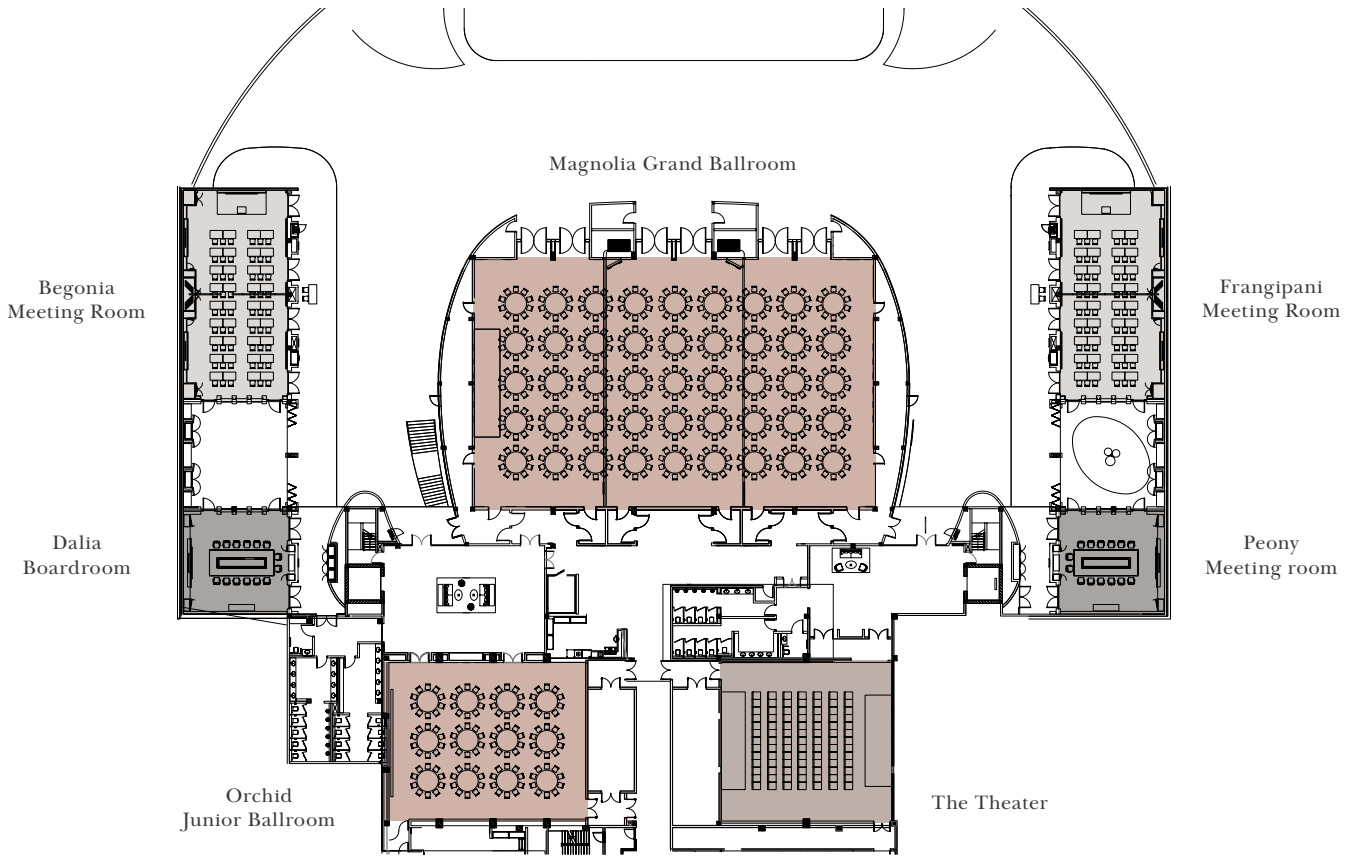 Magnolia Grand Ballroom
Begonia
Meeting Room
Frangipani
Meeting Room
Dalia
Boardroom
Peony
Meeting room
Orchid
Junior Ballroom
The Theater